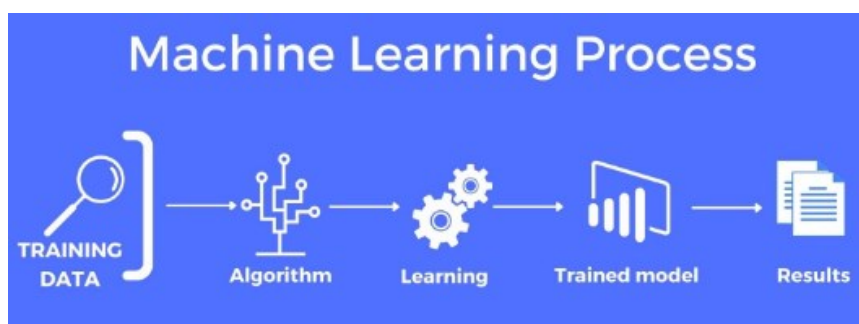 Machine Learning Process
TRAINING
DATA
Algorithm
Learning
Trained model
Results